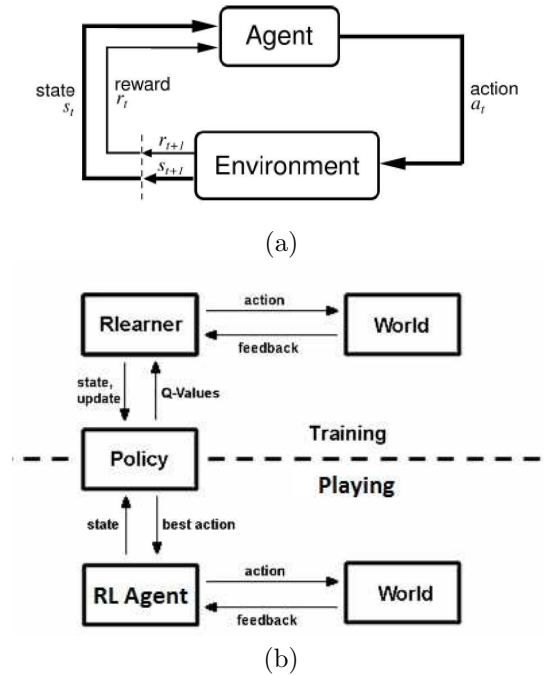 Agent
state
s_t
reward
r_t
action
a_t
r_{t+1}
s_{t+1}
Environment
(a)
Rlearner
action
feedback
World
state,
update
Q-Values
Policy
Training
Playing
state
best action
RL Agent
action
feedback
World
(b)